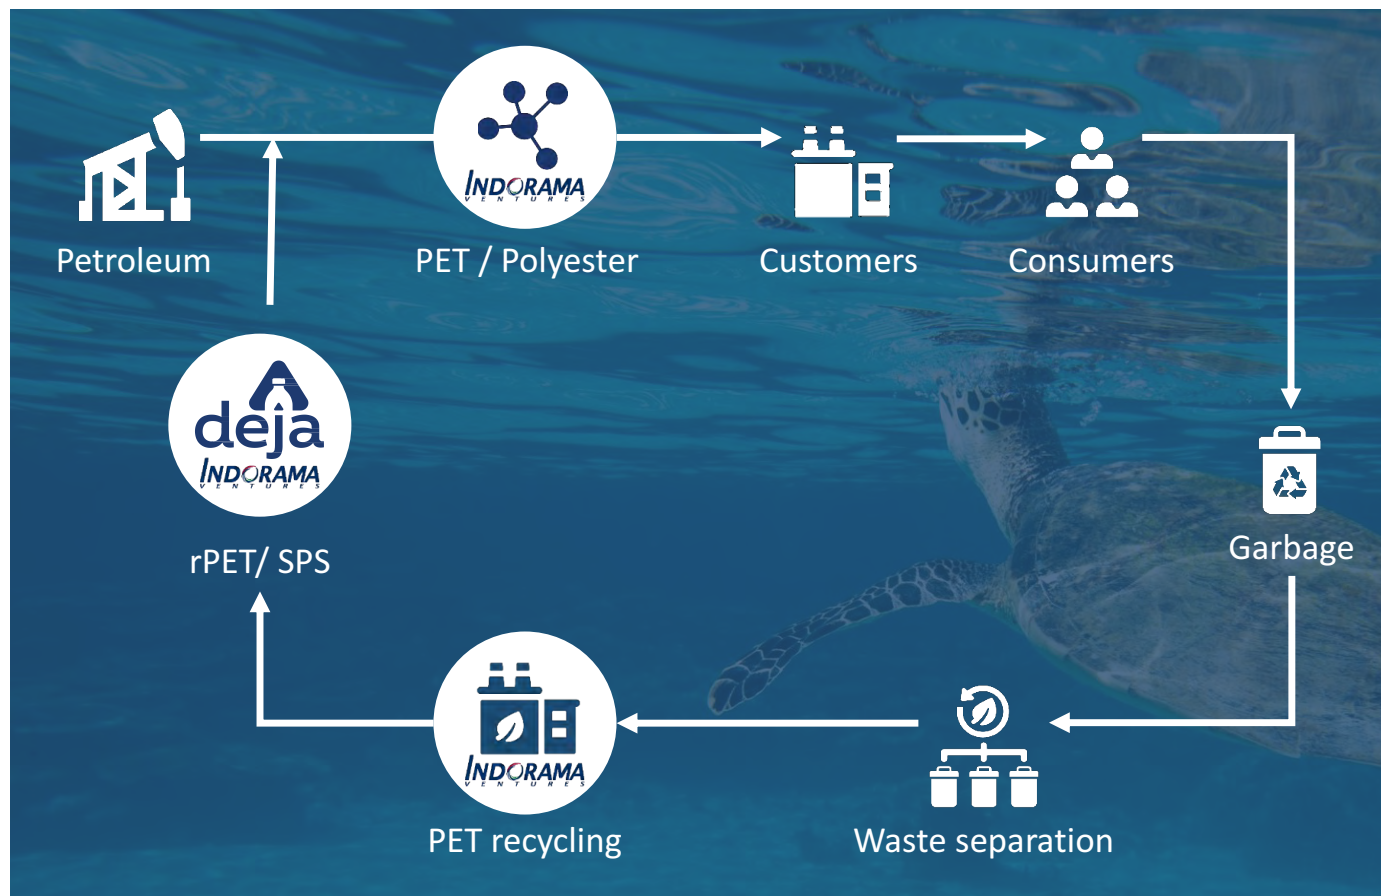 INDORAMA
VENTURES
Petroleum
PET / Polyester
Customers
Consumers
deja
INDORAMA
VENTURES
Garbage
rPET/ SPS
INDORAMA
VENTURES
PET recycling
Waste separation